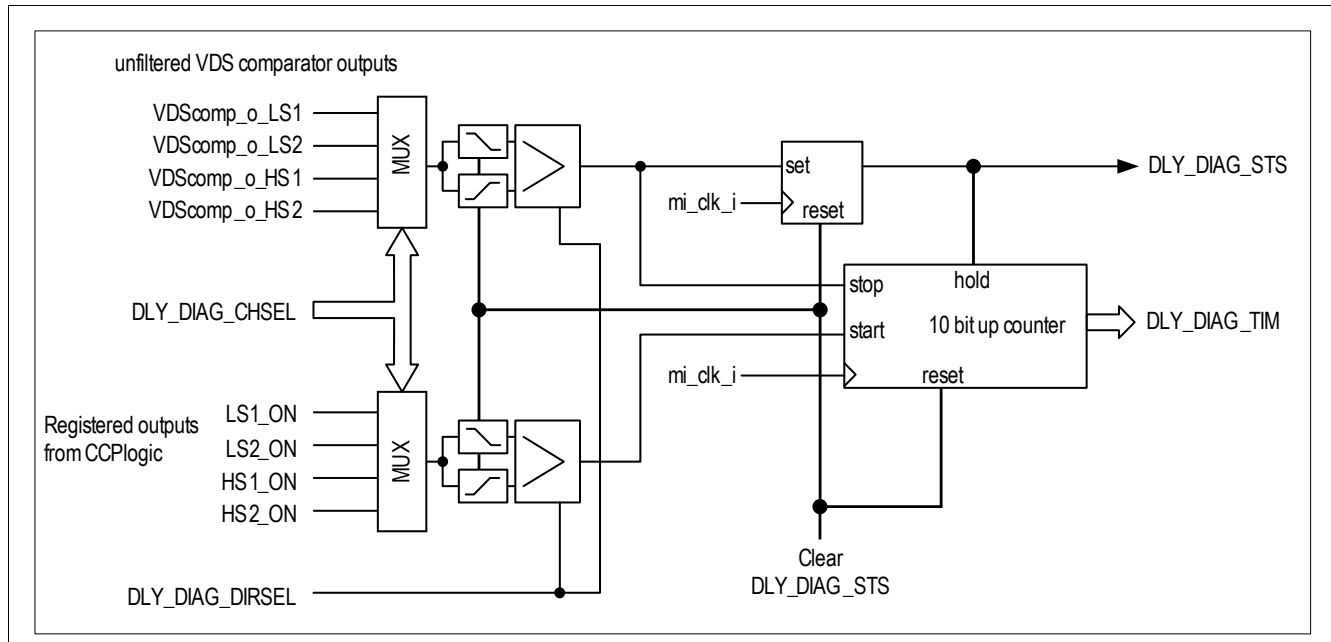 unfiltered VDS comparator outputs
VDScomp_o_LS1
VDScomp_o_LS2
VDScomp_o_HS1
VDScomp_o_HS2
MUX
set
reset
mi_clk_i
DLY_DIAG_STS
DLY_DIAG_CHSEL
stop
hold
start
10 bit up counter
reset
mi_clk_i
DLY_DIAG_TIM
Registered outputs
from CCPlogic
LS1_ON
LS2_ON
HS1_ON
HS2_ON
MUX
DLY_DIAG_DIRSEL
Clear
DLY_DIAG_STS